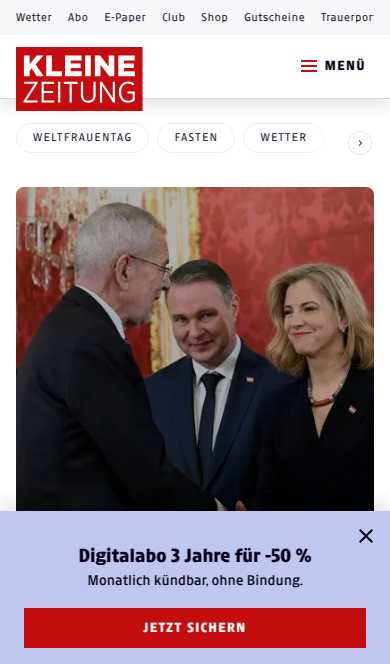 Wetter Abo E-Paper Club Shop Gutscheine Trauerpor
KLEINE
ZEITUNG
MENÜ
WELTFRAUENTAG FASTEN WETTER
Digitalabo 3 Jahre für -50 %
Monatlich kündbar, ohne Bindung.
JETZT SICHERN